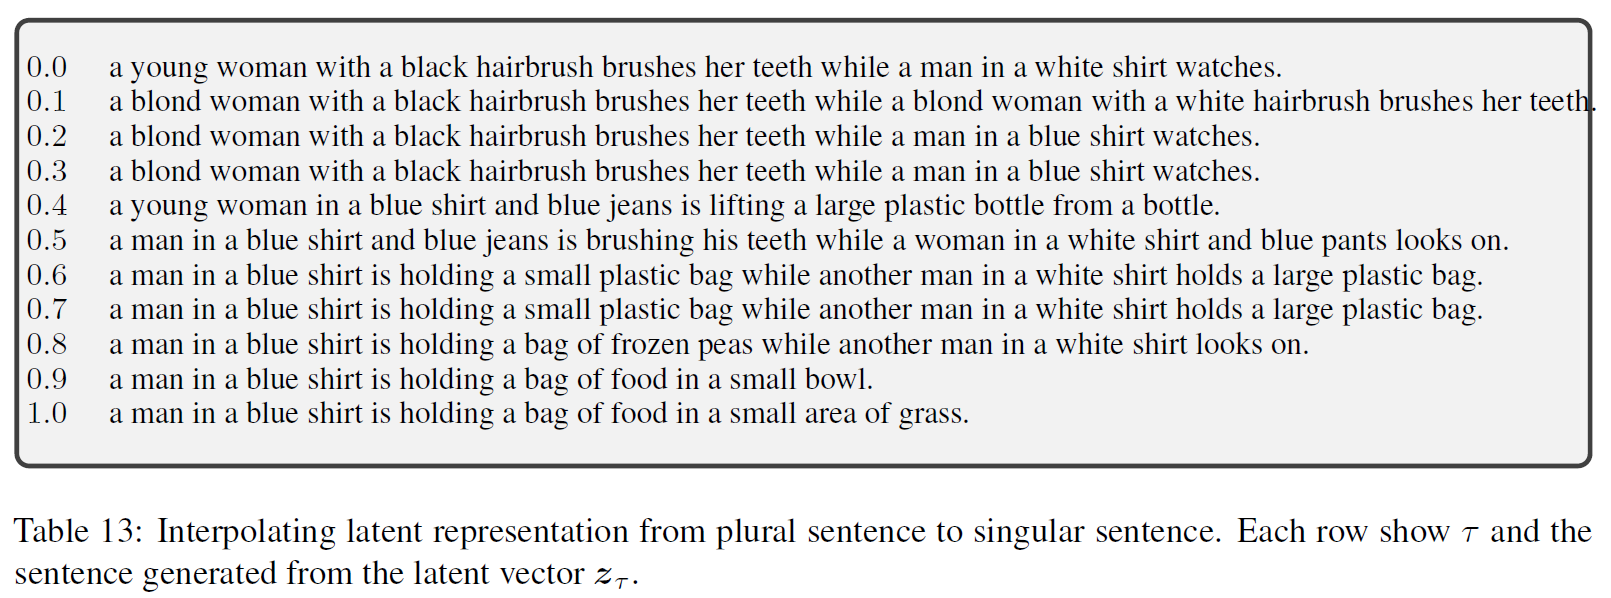 0.0 a young woman with a black hairbrush brushes her teeth while a man in a white shirt watches.
0.1 a blond woman with a black hairbrush brushes her teeth while a blond woman with a white hairbrush brushes her teeth.
0.2 a blond woman with a black hairbrush brushes her teeth while a man in a blue shirt watches.
0.3 a blond woman with a black hairbrush brushes her teeth while a man in a blue shirt watches.
0.4 a young woman in a blue shirt and blue jeans is lifting a large plastic bottle from a bottle.
0.5 a man in a blue shirt and blue jeans is brushing his teeth while a woman in a white shirt and blue pants looks on.
0.6 a man in a blue shirt is holding a small plastic bag while another man in a white shirt holds a large plastic bag.
0.7 a man in a blue shirt is holding a small plastic bag while another man in a white shirt holds a large plastic bag.
0.8 a man in a blue shirt is holding a bag of frozen peas while another man in a white shirt looks on.
0.9 a man in a blue shirt is holding a bag of food in a small bowl.
1.0 a man in a blue shirt is holding a bag of food in a small area of grass.
Table 13: Interpolating latent representation from plural sentence to singular sentence. Each row show τ and the
sentence generated from the latent vector z_τ.